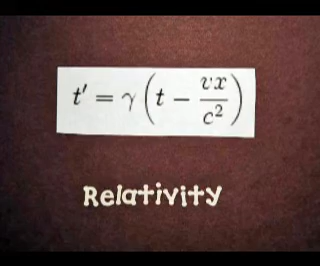 t′ = γ (t − vx/c²)
Relativity